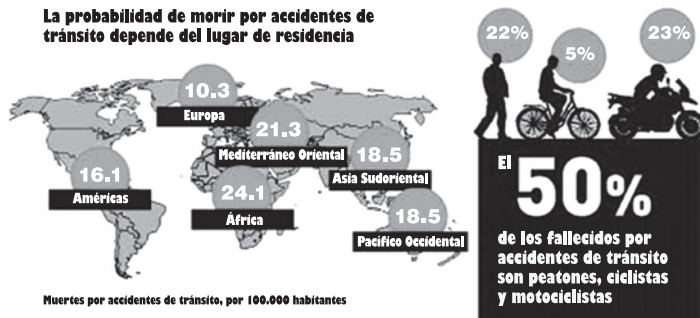 La probabilidad de morir por accidentes de
tránsito depende del lugar de residencia
10.3
Europa
21.3
Mediterráneo Oriental
18.5
Asia Sudoriental
16.1
Américas
24.1
África
18.5
Pacífico Occidental
Muertes por accidentes de tránsito, por 100.000 habitantes
22%
5%
23%
El
50%
de los fallecidos por
accidentes de tránsito
son peatones, ciclistas
y motociclistas